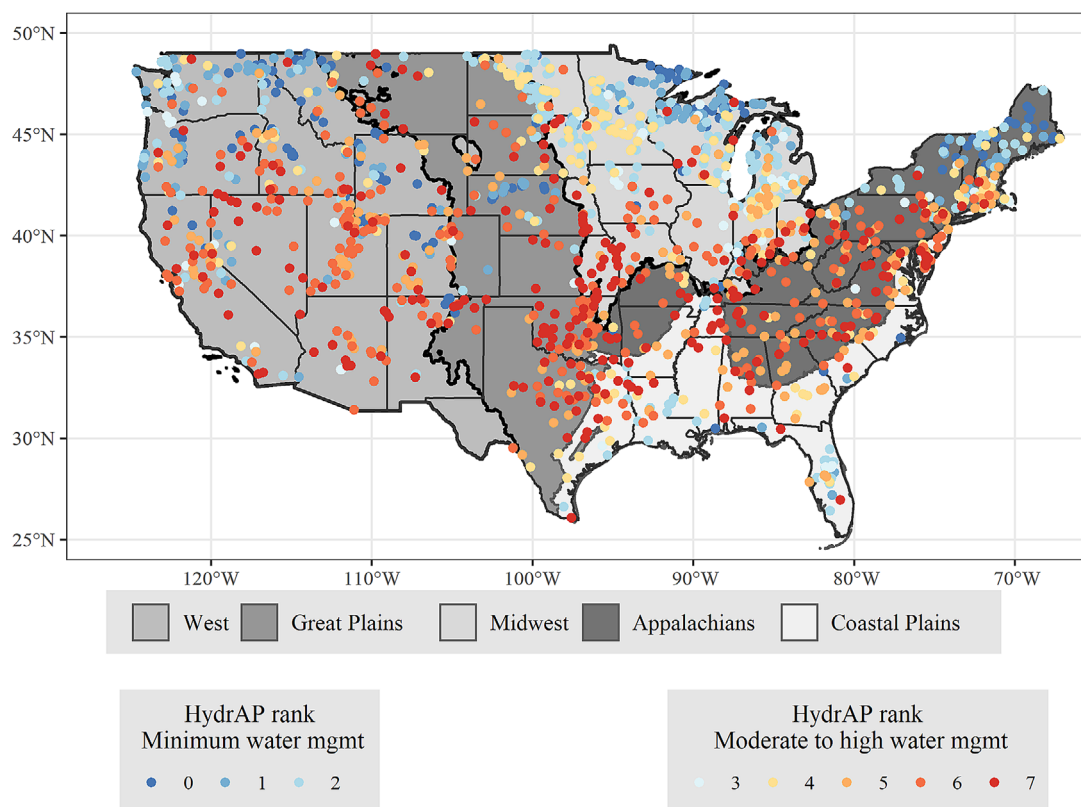 50°N
45°N
40°N
35°N
30°N
25°N
120°W 110°W 100°W 90°W 80°W 70°W
West Great Plains Midwest Appalachians Coastal Plains
HydrAP rank
Minimum water mgmt
0 1 2
HydrAP rank
Moderate to high water mgmt
3 4 5 6 7